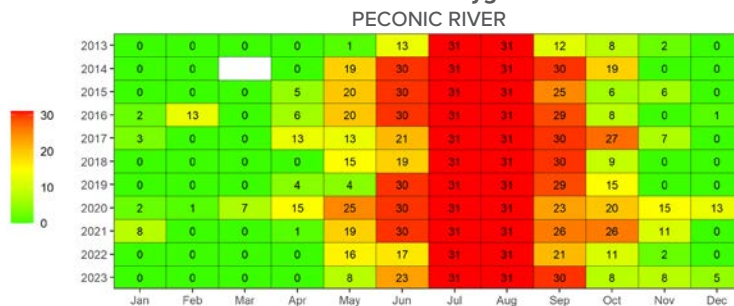 PECONIC RIVER
2013 0 0 0 0 1 13 31 31 12 8 2 0
2014 0 0 0 19 30 31 31 30 19 0 0
2015 0 0 0 5 20 30 31 31 25 6 6 0
30 2016 2 13 0 6 20 30 31 31 29 8 0 1
2017 3 0 0 13 13 21 31 31 30 27 7 0
20 2018 0 0 0 0 15 19 31 31 30 9 0 0
10 2019 0 0 0 4 4 30 31 31 29 15 0 0
2020 2 1 7 15 25 30 31 31 23 20 15 13
0 2021 8 0 0 1 19 30 31 31 26 26 11 0
2022 0 0 0 0 16 17 31 31 21 11 2 0
2023 0 0 0 0 8 23 31 31 30 8 8 5
Jan Feb Mar Apr May Jun Jul Aug Sep Oct Nov Dec